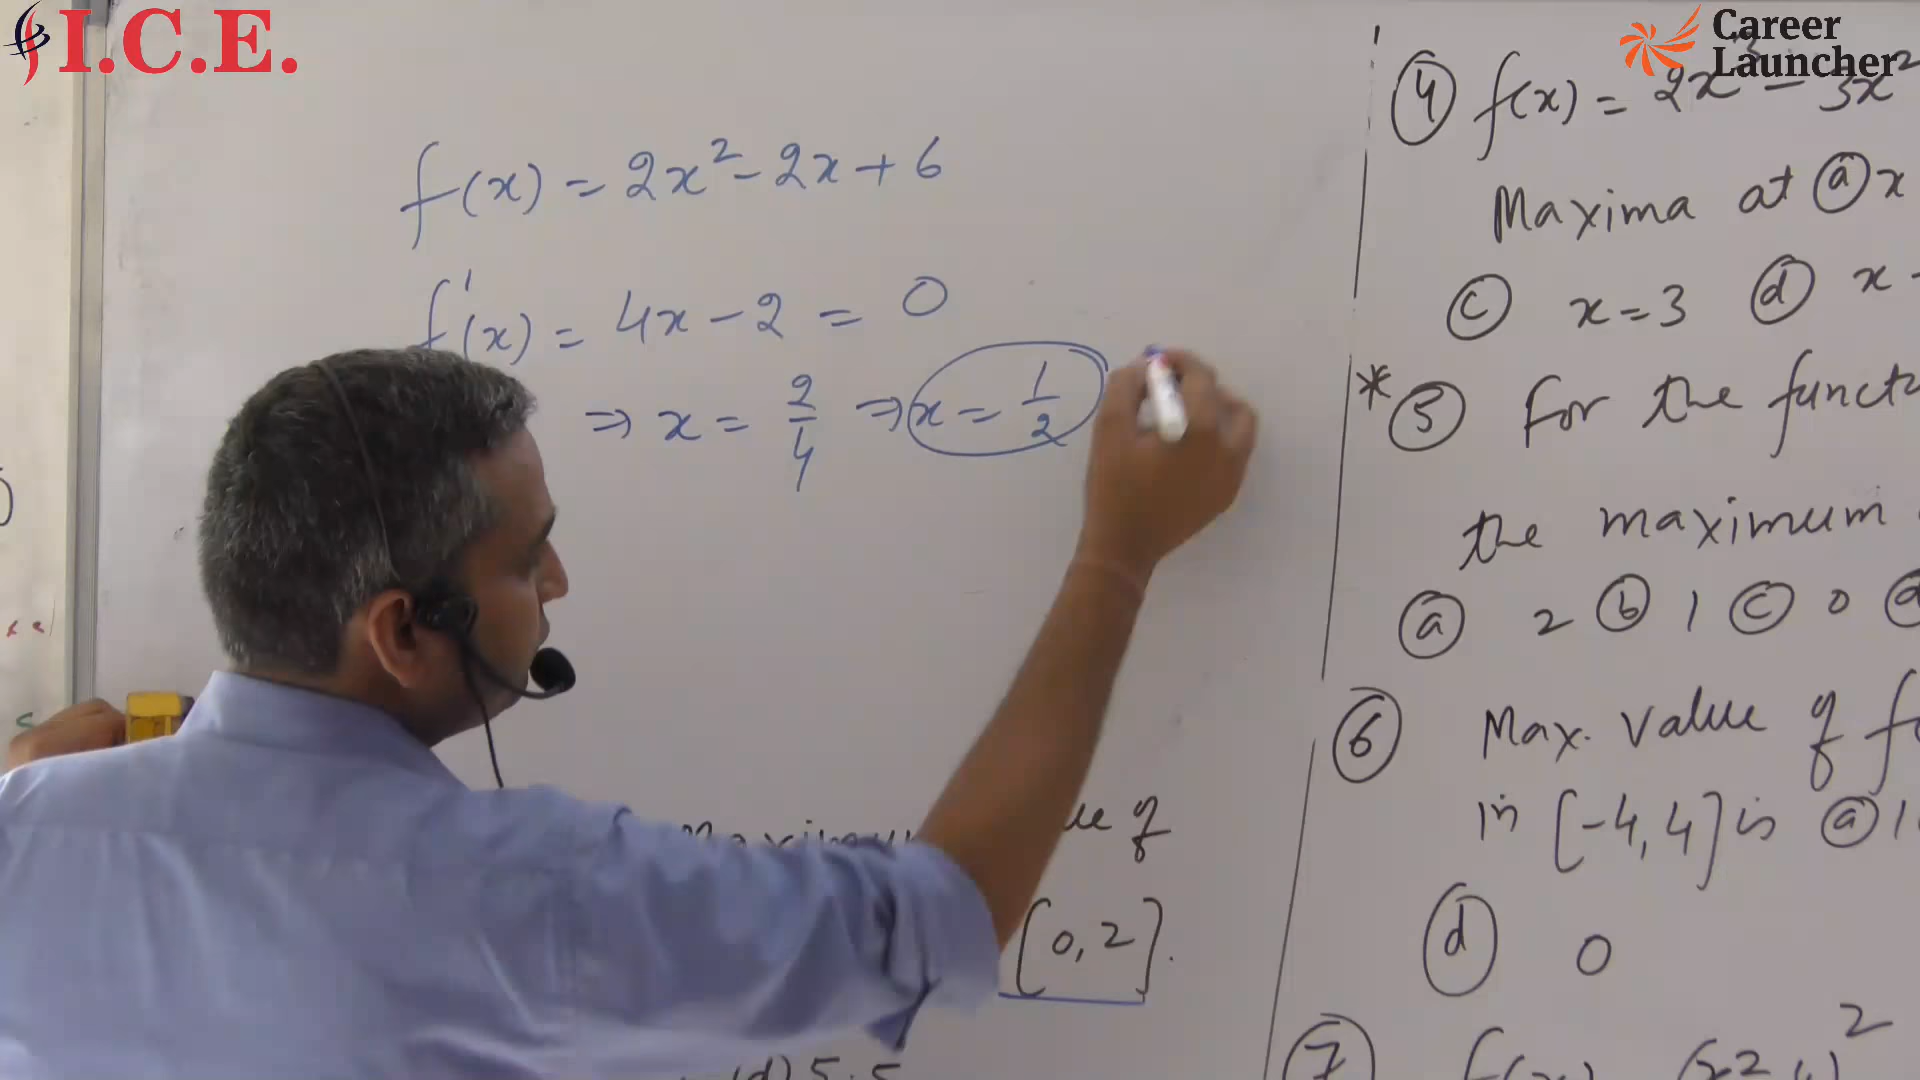 I.C.E.
Career
Launcher
f(x) = 2x² - 2x + 6
f'(x) = 4x - 2 = 0
⇒ x = 2/4 ⇒ x = 1/2
of
[0, 2].
(d) 5.5
④ f(x) = 2x³ - 3x²
Maxima at ⓐ x
ⓒ x = 3 ⓓ x
* ⑤ For the
the maximum
ⓐ 2 ⓑ 1 ⓒ 0
⑥ Max. value of
in [-4, 4] is ⓐ
ⓓ 0
⑦